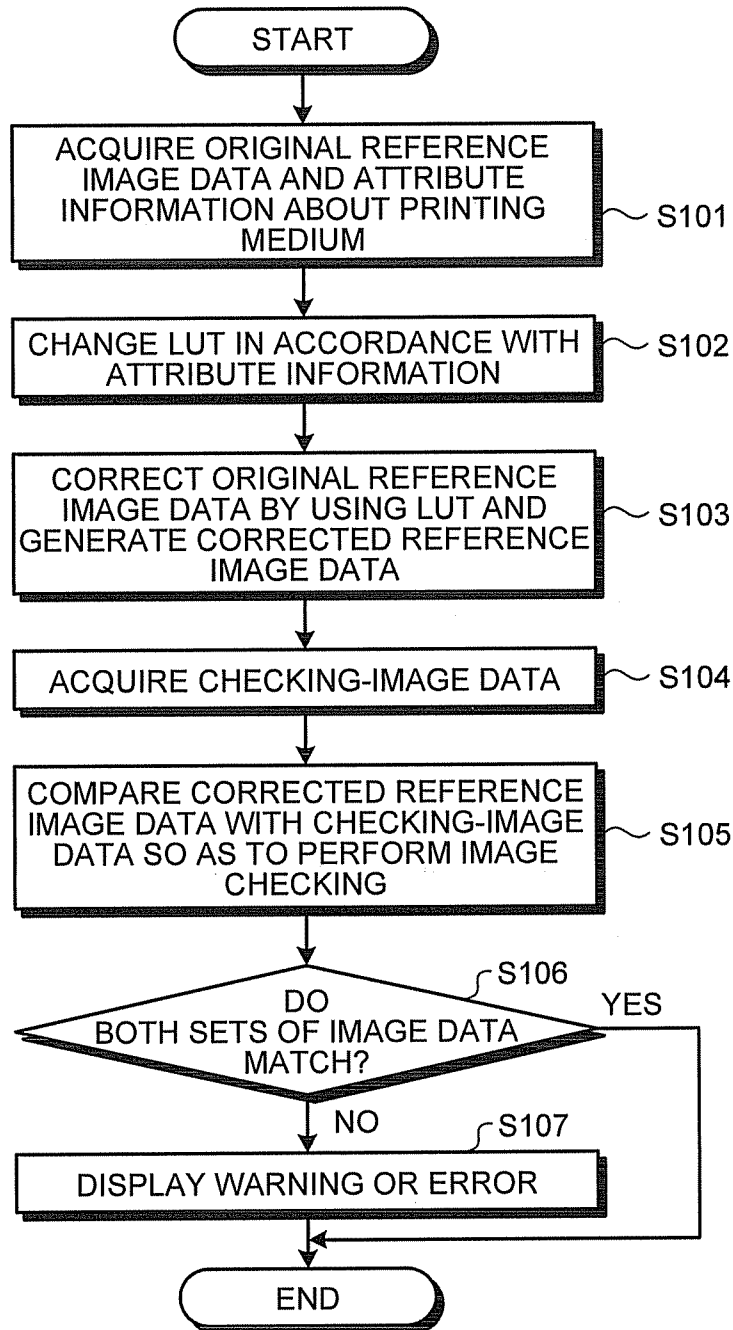 START
ACQUIRE ORIGINAL REFERENCE
IMAGE DATA AND ATTRIBUTE
INFORMATION ABOUT PRINTING
MEDIUM
S101
CHANGE LUT IN ACCORDANCE WITH
ATTRIBUTE INFORMATION
S102
CORRECT ORIGINAL REFERENCE
IMAGE DATA BY USING LUT AND
GENERATE CORRECTED REFERENCE
IMAGE DATA
S103
ACQUIRE CHECKING-IMAGE DATA
S104
COMPARE CORRECTED REFERENCE
IMAGE DATA WITH CHECKING-IMAGE
DATA SO AS TO PERFORM IMAGE
CHECKING
S105
S106
DO
BOTH SETS OF IMAGE DATA
MATCH?
YES
NO
S107
DISPLAY WARNING OR ERROR
END